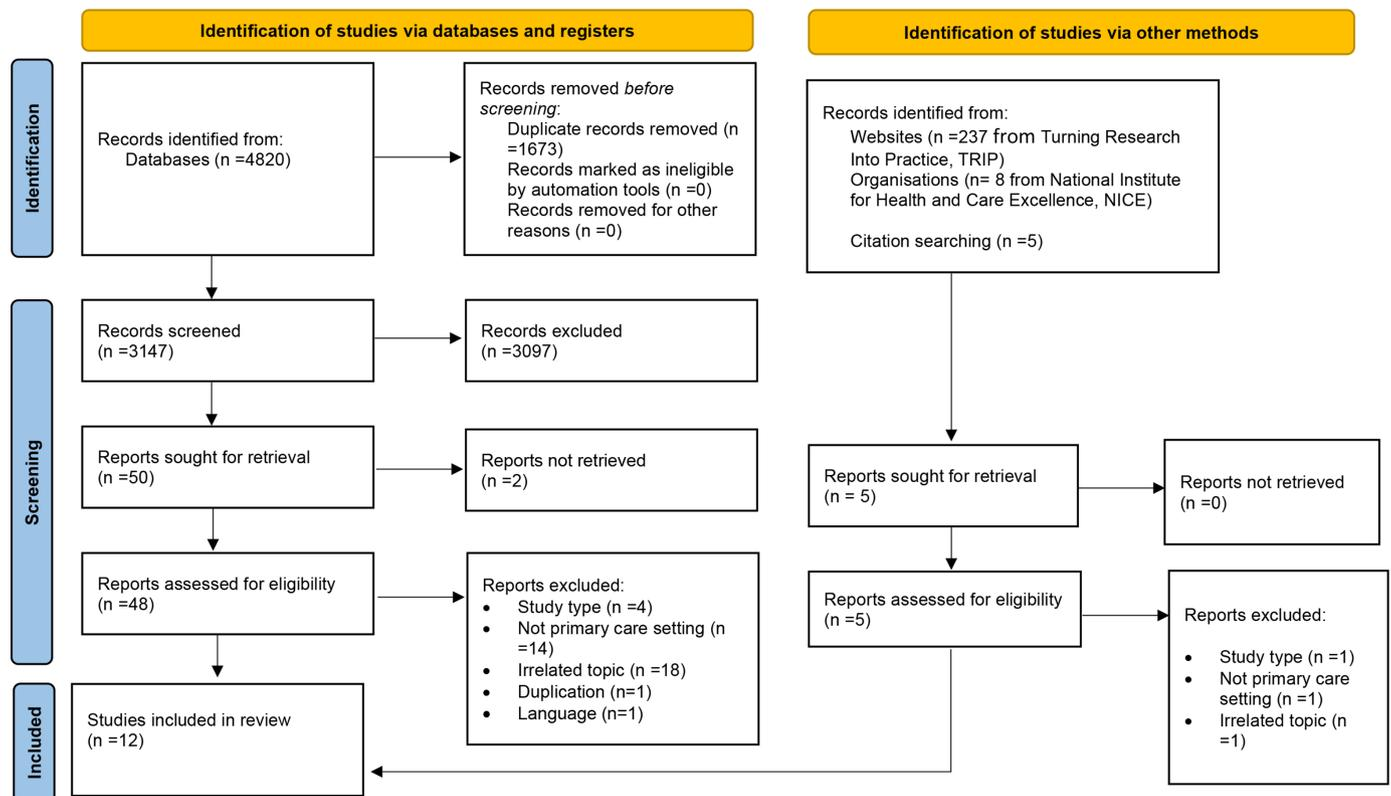 Identification of studies via databases and registers
Identification of studies via other methods
Identification
Records identified from:
Databases (n =4820)
Records removed before
screening:
Duplicate records removed (n
=1673)
Records marked as ineligible
by automation tools (n =0)
Records removed for other
reasons (n =0)
Records identified from:
Websites (n =237 from Turning Research
Into Practice, TRIP)
Organisations (n= 8 from National Institute
for Health and Care Excellence, NICE)
Citation searching (n =5)
Screening
Records screened
(n =3147)
Records excluded
(n =3097)
Reports sought for retrieval
(n =50)
Reports not retrieved
(n =2)
Reports sought for retrieval
(n = 5)
Reports not retrieved
(n =0)
Reports assessed for eligibility
(n =48)
Reports excluded:
• Study type (n =4)
• Not primary care setting (n
=14)
• Irrelated topic (n =18)
• Duplication (n=1)
• Language (n=1)
Reports assessed for eligibility
(n =5)
Reports excluded:
• Study type (n =1)
• Not primary care
setting (n =1)
• Irrelated topic (n
=1)
Included
Studies included in review
(n =12)